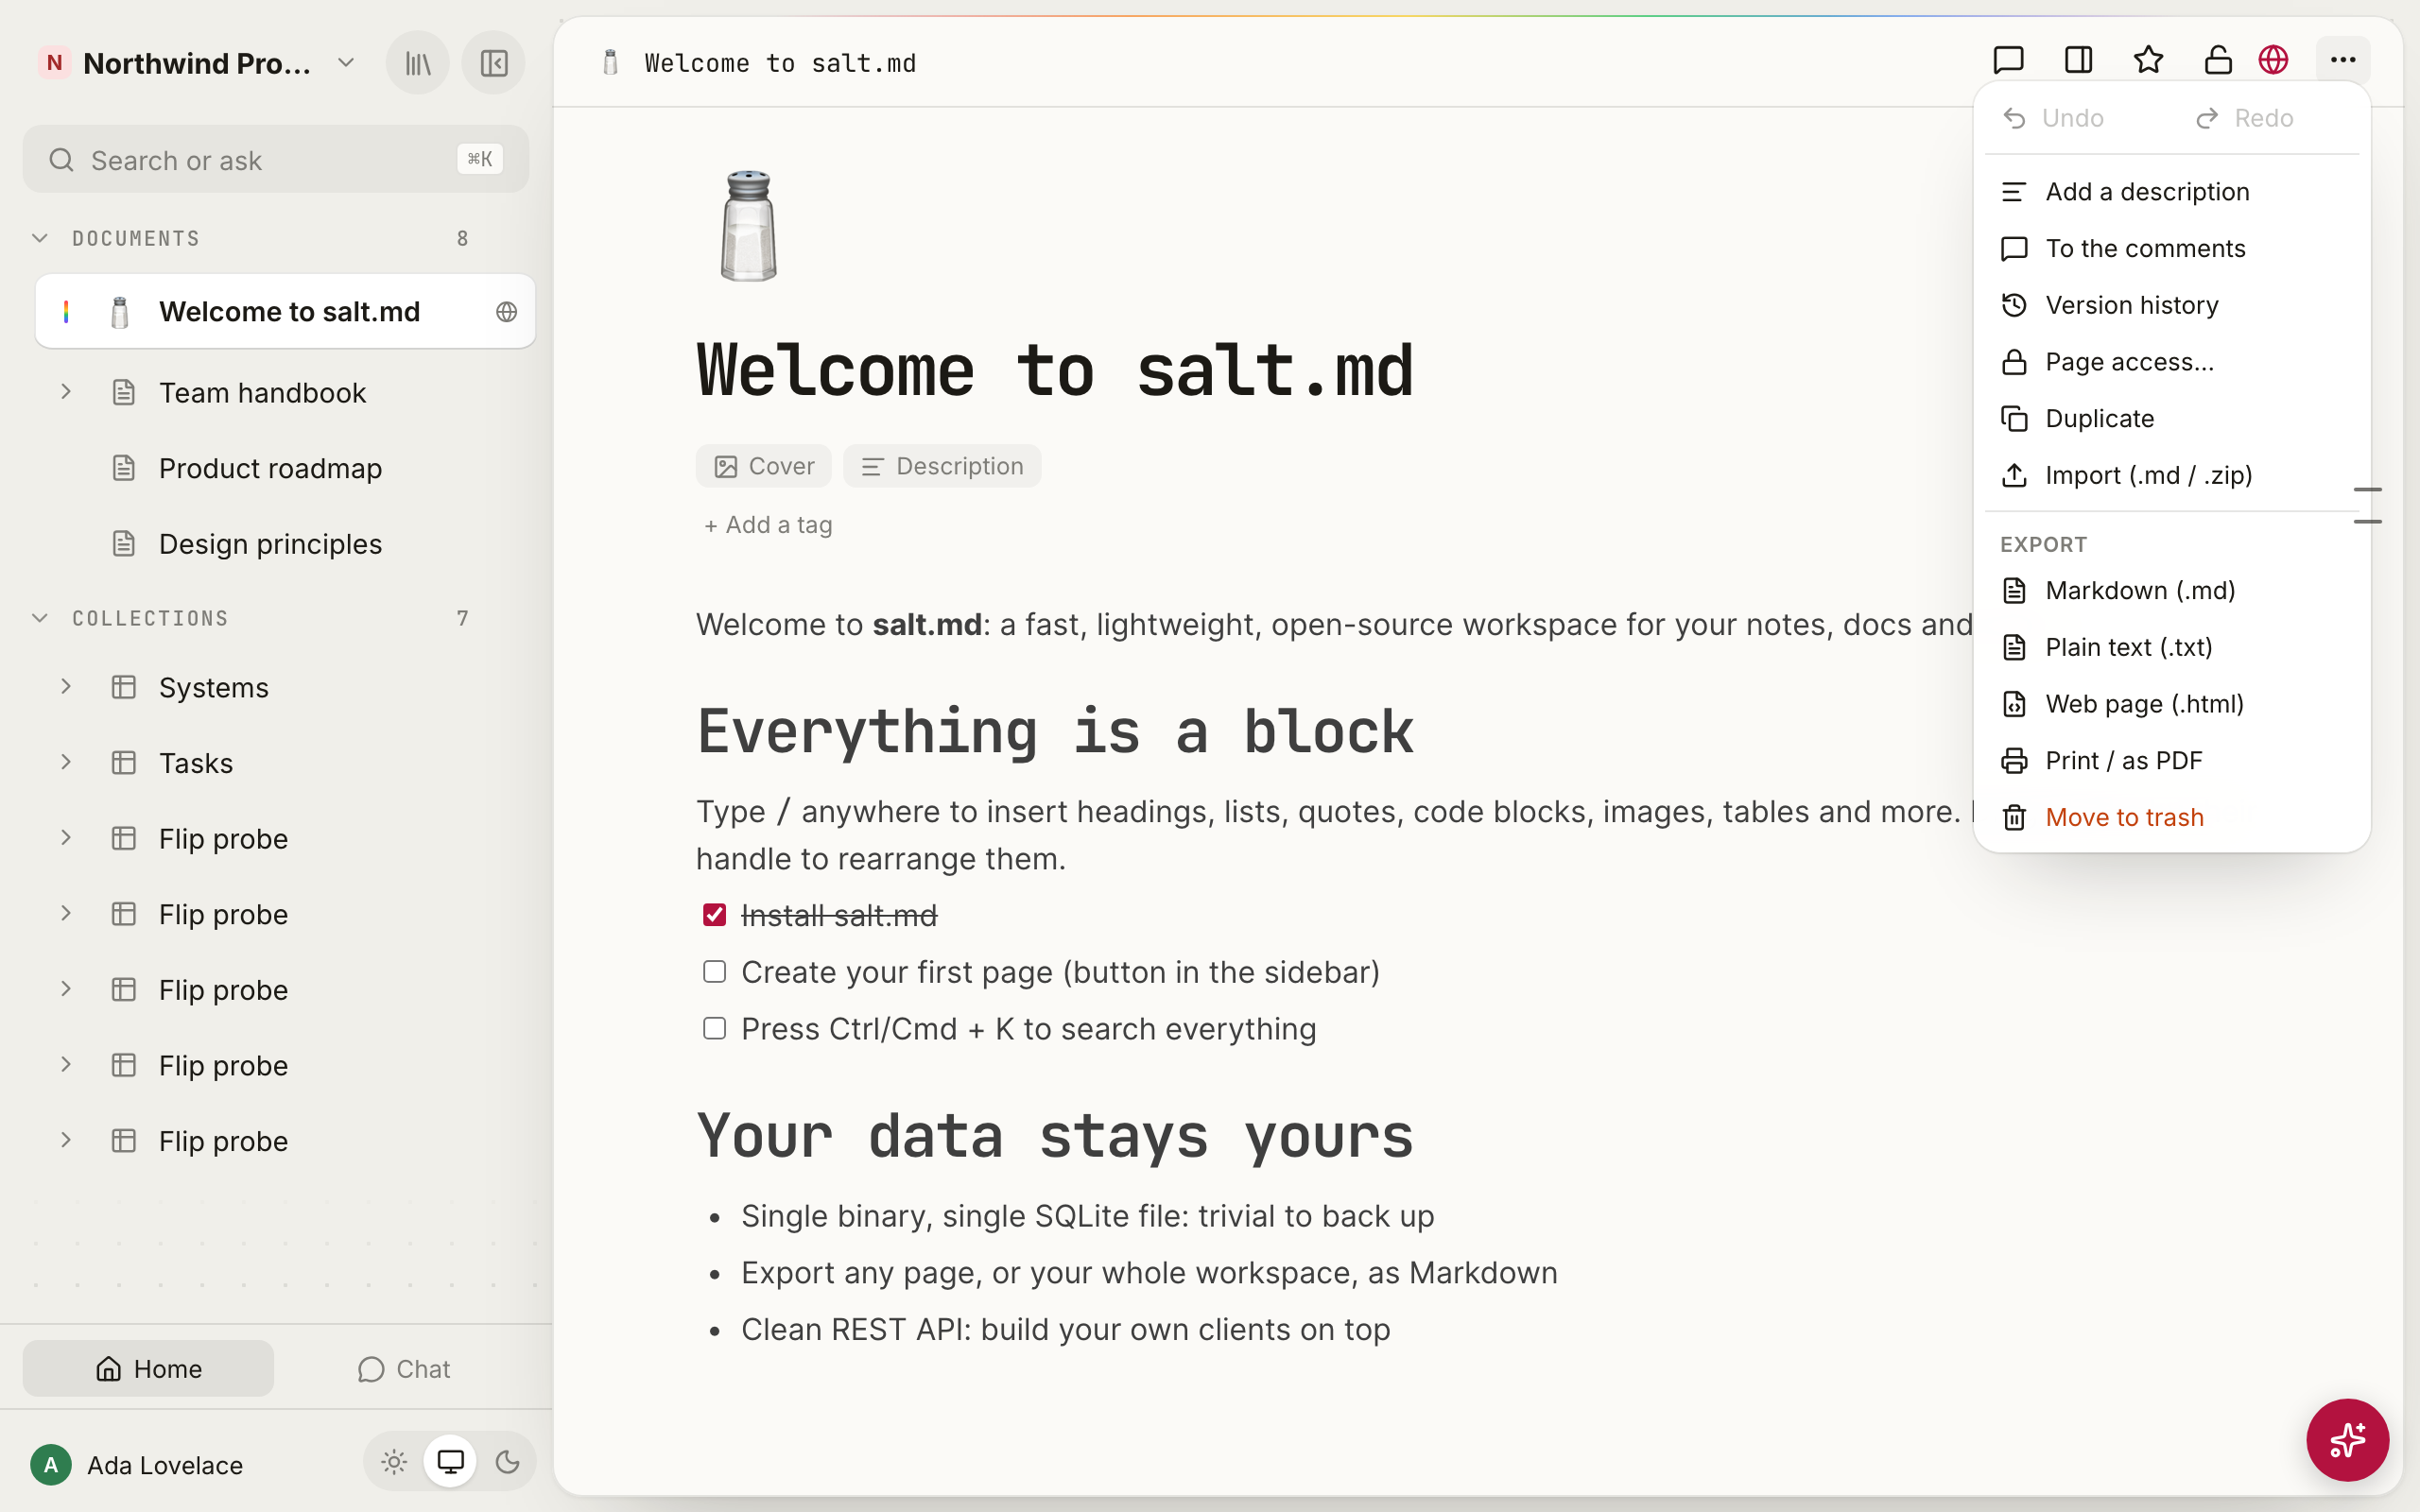 N Northwind Pro...
Search or ask ⌘K
DOCUMENTS 8
Welcome to salt.md
Team handbook
Product roadmap
Design principles
COLLECTIONS 7
Systems
Tasks
Flip probe
Flip probe
Flip probe
Flip probe
Flip probe
Home Chat
A Ada Lovelace
Welcome to salt.md
Welcome to salt.md
Cover Description
+ Add a tag
Welcome to salt.md: a fast, lightweight, open-source workspace for your notes, docs and
Everything is a block
Type / anywhere to insert headings, lists, quotes, code blocks, images, tables and more.
handle to rearrange them.
Install salt.md
Create your first page (button in the sidebar)
Press Ctrl/Cmd + K to search everything
Your data stays yours
• Single binary, single SQLite file: trivial to back up
• Export any page, or your whole workspace, as Markdown
• Clean REST API: build your own clients on top
Undo Redo
Add a description
To the comments
Version history
Page access...
Duplicate
Import (.md / .zip)
EXPORT
Markdown (.md)
Plain text (.txt)
Web page (.html)
Print / as PDF
Move to trash